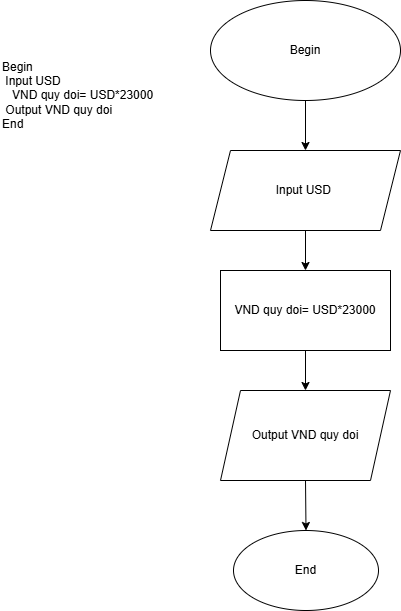 Begin
Input USD
VND quy doi= USD*23000
Output VND quy doi
End
Begin
Input USD
VND quy doi= USD*23000
Output VND quy doi
End